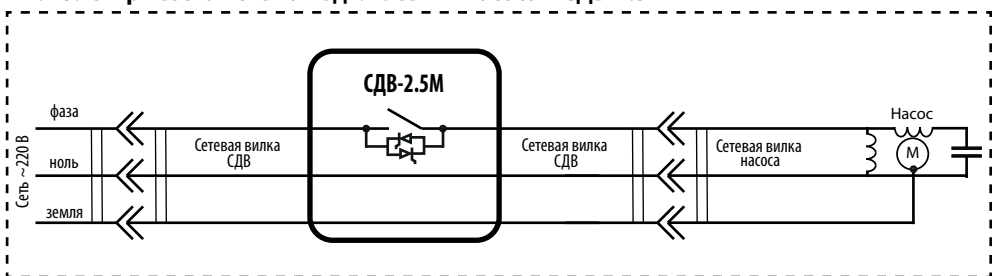 СДВ-2.5М
фаза
Сеть ~220 В
ноль
земля
Сетевая вилка
СДВ
Сетевая вилка
СДВ
Сетевая вилка
насоса
Насос
М